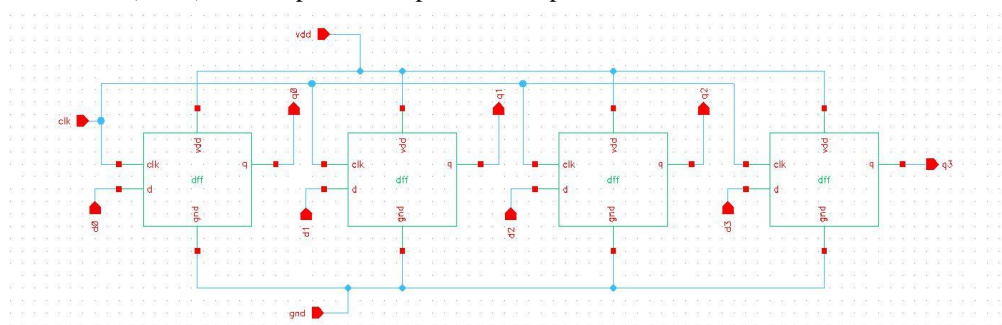 vdd
q0 q1 q2
clk
vdd vdd vdd vdd
clk q clk q clk q clk q q3
dff dff dff dff
d d d d
d0 d1 d2 d3
gnd gnd gnd gnd
gnd